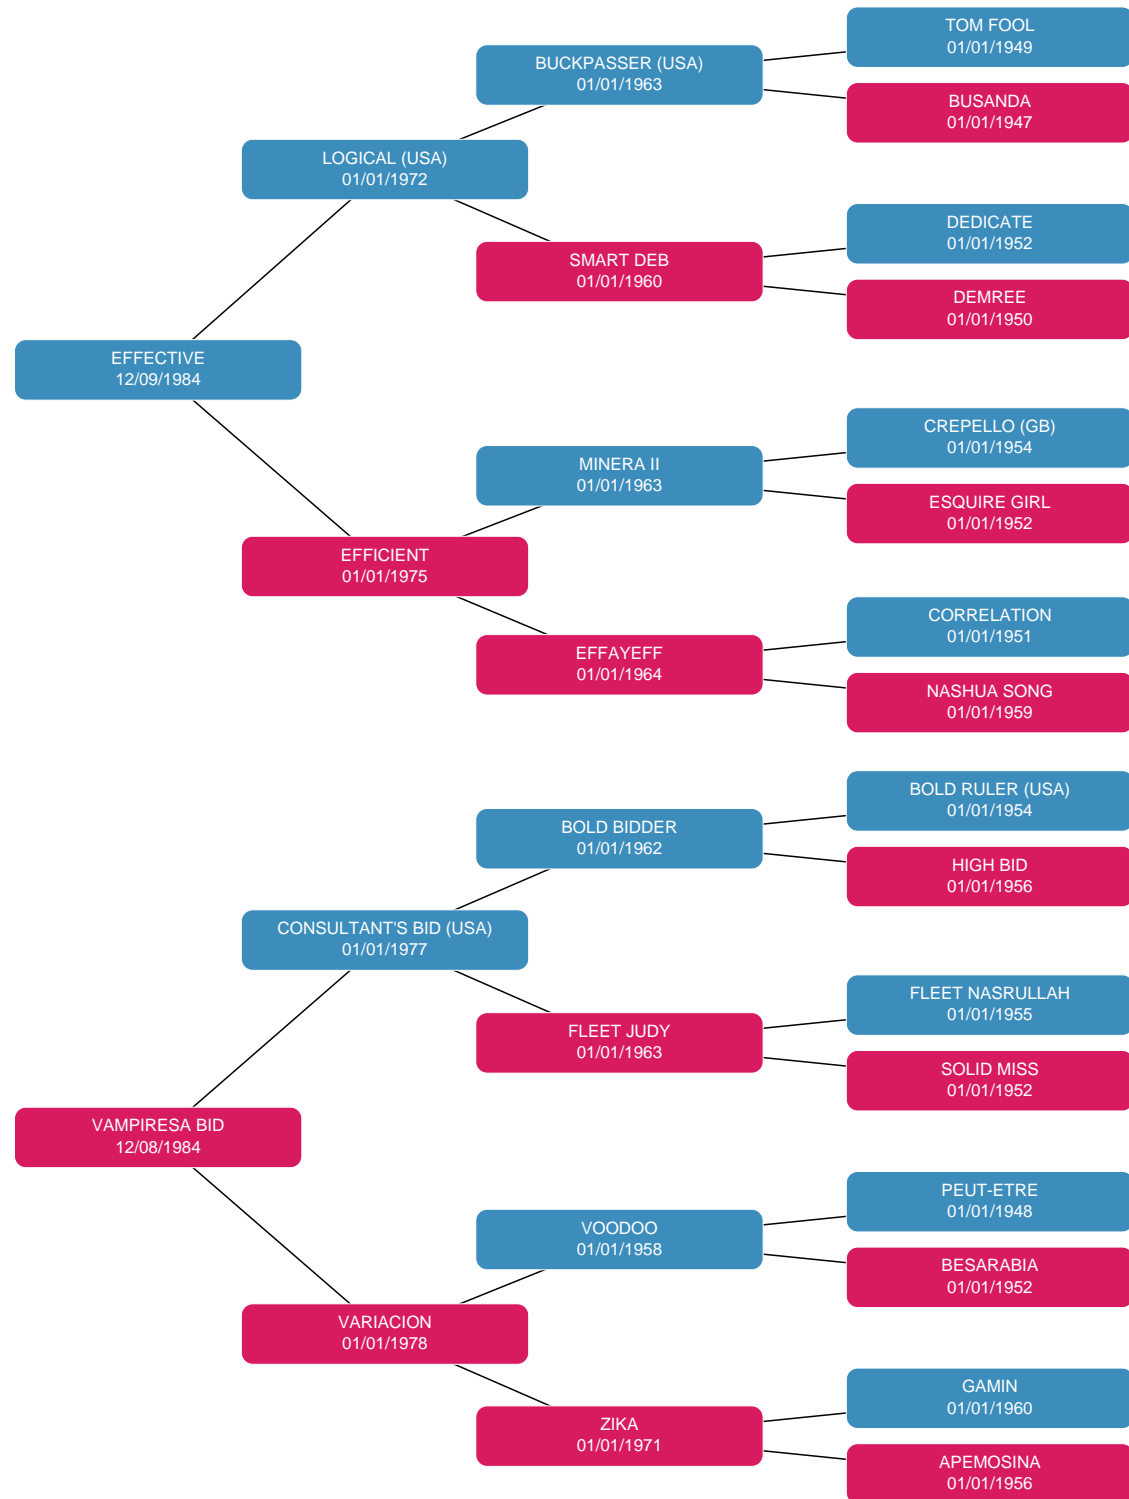 TOM FOOL
01/01/1949
BUCKPASSER (USA)
01/01/1963
BUSANDA
01/01/1947
LOGICAL (USA)
01/01/1972
DEDICATE
01/01/1952
SMART DEB
01/01/1960
DEMREE
01/01/1950
EFFECTIVE
12/09/1984
CREPELLO (GB)
01/01/1954
MINERA II
01/01/1963
ESQUIRE GIRL
01/01/1952
EFFICIENT
01/01/1975
CORRELATION
01/01/1951
EFFAYEFF
01/01/1964
NASHUA SONG
01/01/1959
BOLD RULER (USA)
01/01/1954
BOLD BIDDER
01/01/1962
HIGH BID
01/01/1956
CONSULTANT'S BID (USA)
01/01/1977
FLEET NASRULLAH
01/01/1955
FLEET JUDY
01/01/1963
SOLID MISS
01/01/1952
VAMPIRESA BID
12/08/1984
PEUT-ETRE
01/01/1948
VOODOO
01/01/1958
BESARABIA
01/01/1952
VARIACION
01/01/1978
GAMIN
01/01/1960
ZIKA
01/01/1971
APEMOSINA
01/01/1956